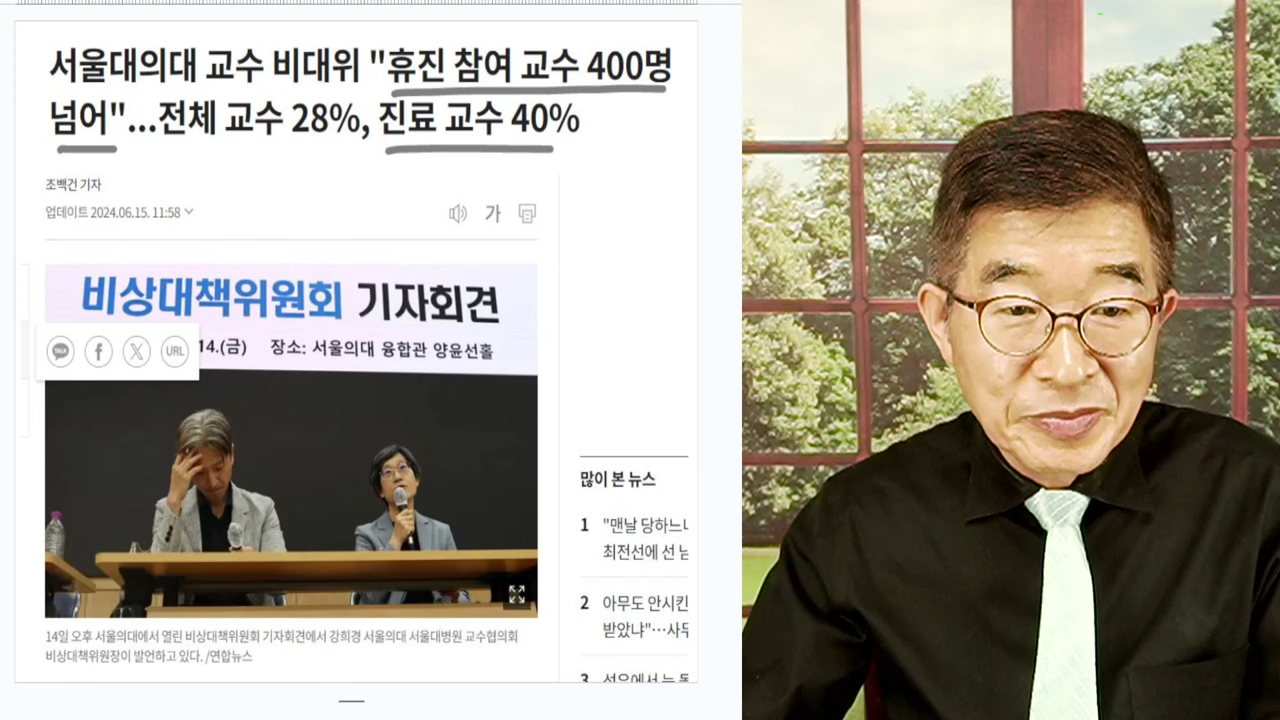 서울대의대 교수 비대위 "휴진 참여 교수 400명
넘어"...전체 교수 28%, 진료 교수 40%
조백건 기자
업데이트 2024.06.15. 11:58
가
비상대책위원회 기자회견
14.(금) 장소: 서울의대 융합관 양윤선홀
TALK
URL
14일 오후 서울의대에서 열린 비상대책위원회 기자회견에서 강희경 서울의대 서울대병원 교수협의회
비상대책위원장이 발언하고 있다. /연합뉴스
많이 본 뉴스
1 "맨날 당하느냐
최전선에 선 남
2 아무도 안시킨
받았냐"…사무
3